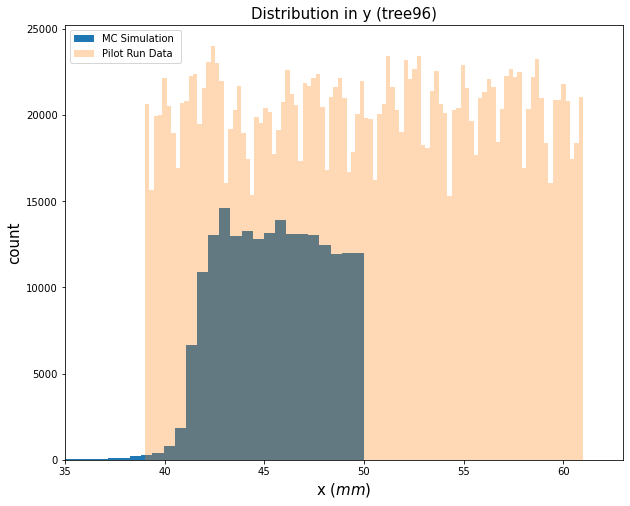 Distribution in y (tree96)
MC Simulation
Pilot Run Data
25000
20000
15000
10000
5000
0
count
35 40 45 50 55 60
x (mm)